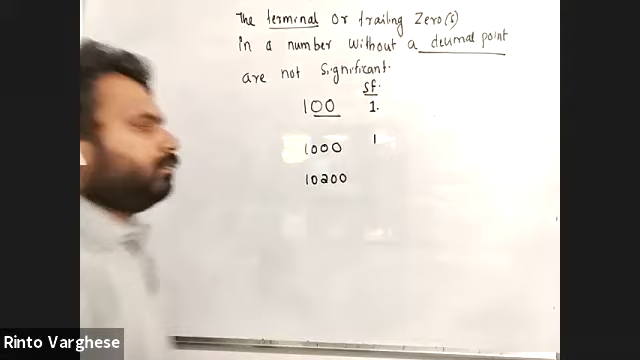 The terminal or trailing Zero(s)
in a number without a decimal point
are not significant.
SF.
100 1.
1000 1
10200
Rinto Varghese